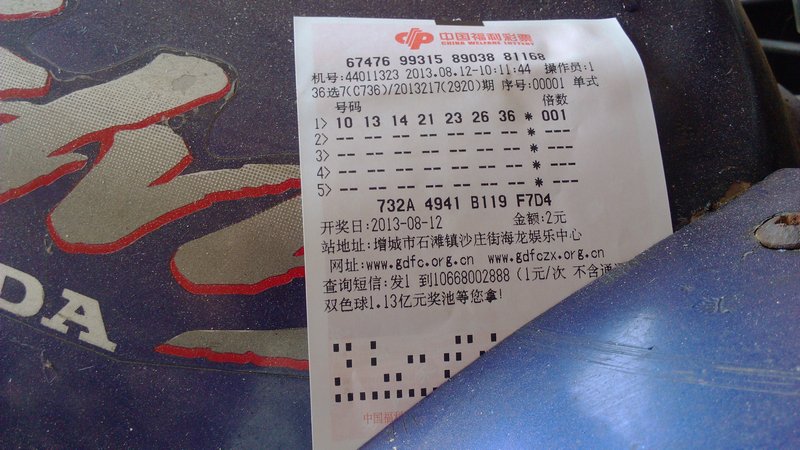 中国福利彩票
CHINA WELFARE LOTTERY
67476 99315 89038 81168
机号:44011323 2013.08.12-10:11:44 操作员:1
36选7(C736)/2013217(2920)期 序号:00001 单式
号码 倍数
1> 10 13 14 21 23 26 36 * 001
2> -- -- -- -- -- -- -- * ---
3> -- -- -- -- -- -- -- * ---
4> -- -- -- -- -- -- -- * ---
5> -- -- -- -- -- -- -- * ---
732A 4941 B119 F7D4
开奖日:2013-08-12 金额:2元
站地址:增城市石滩镇沙庄街海龙娱乐中心
网址:www.gdfc.org.cn www.gdfczx.org.cn
查询短信:发1 到10668002888 (1元/次 不含通
双色球1.13亿元奖池等您拿!
中国福利
DA